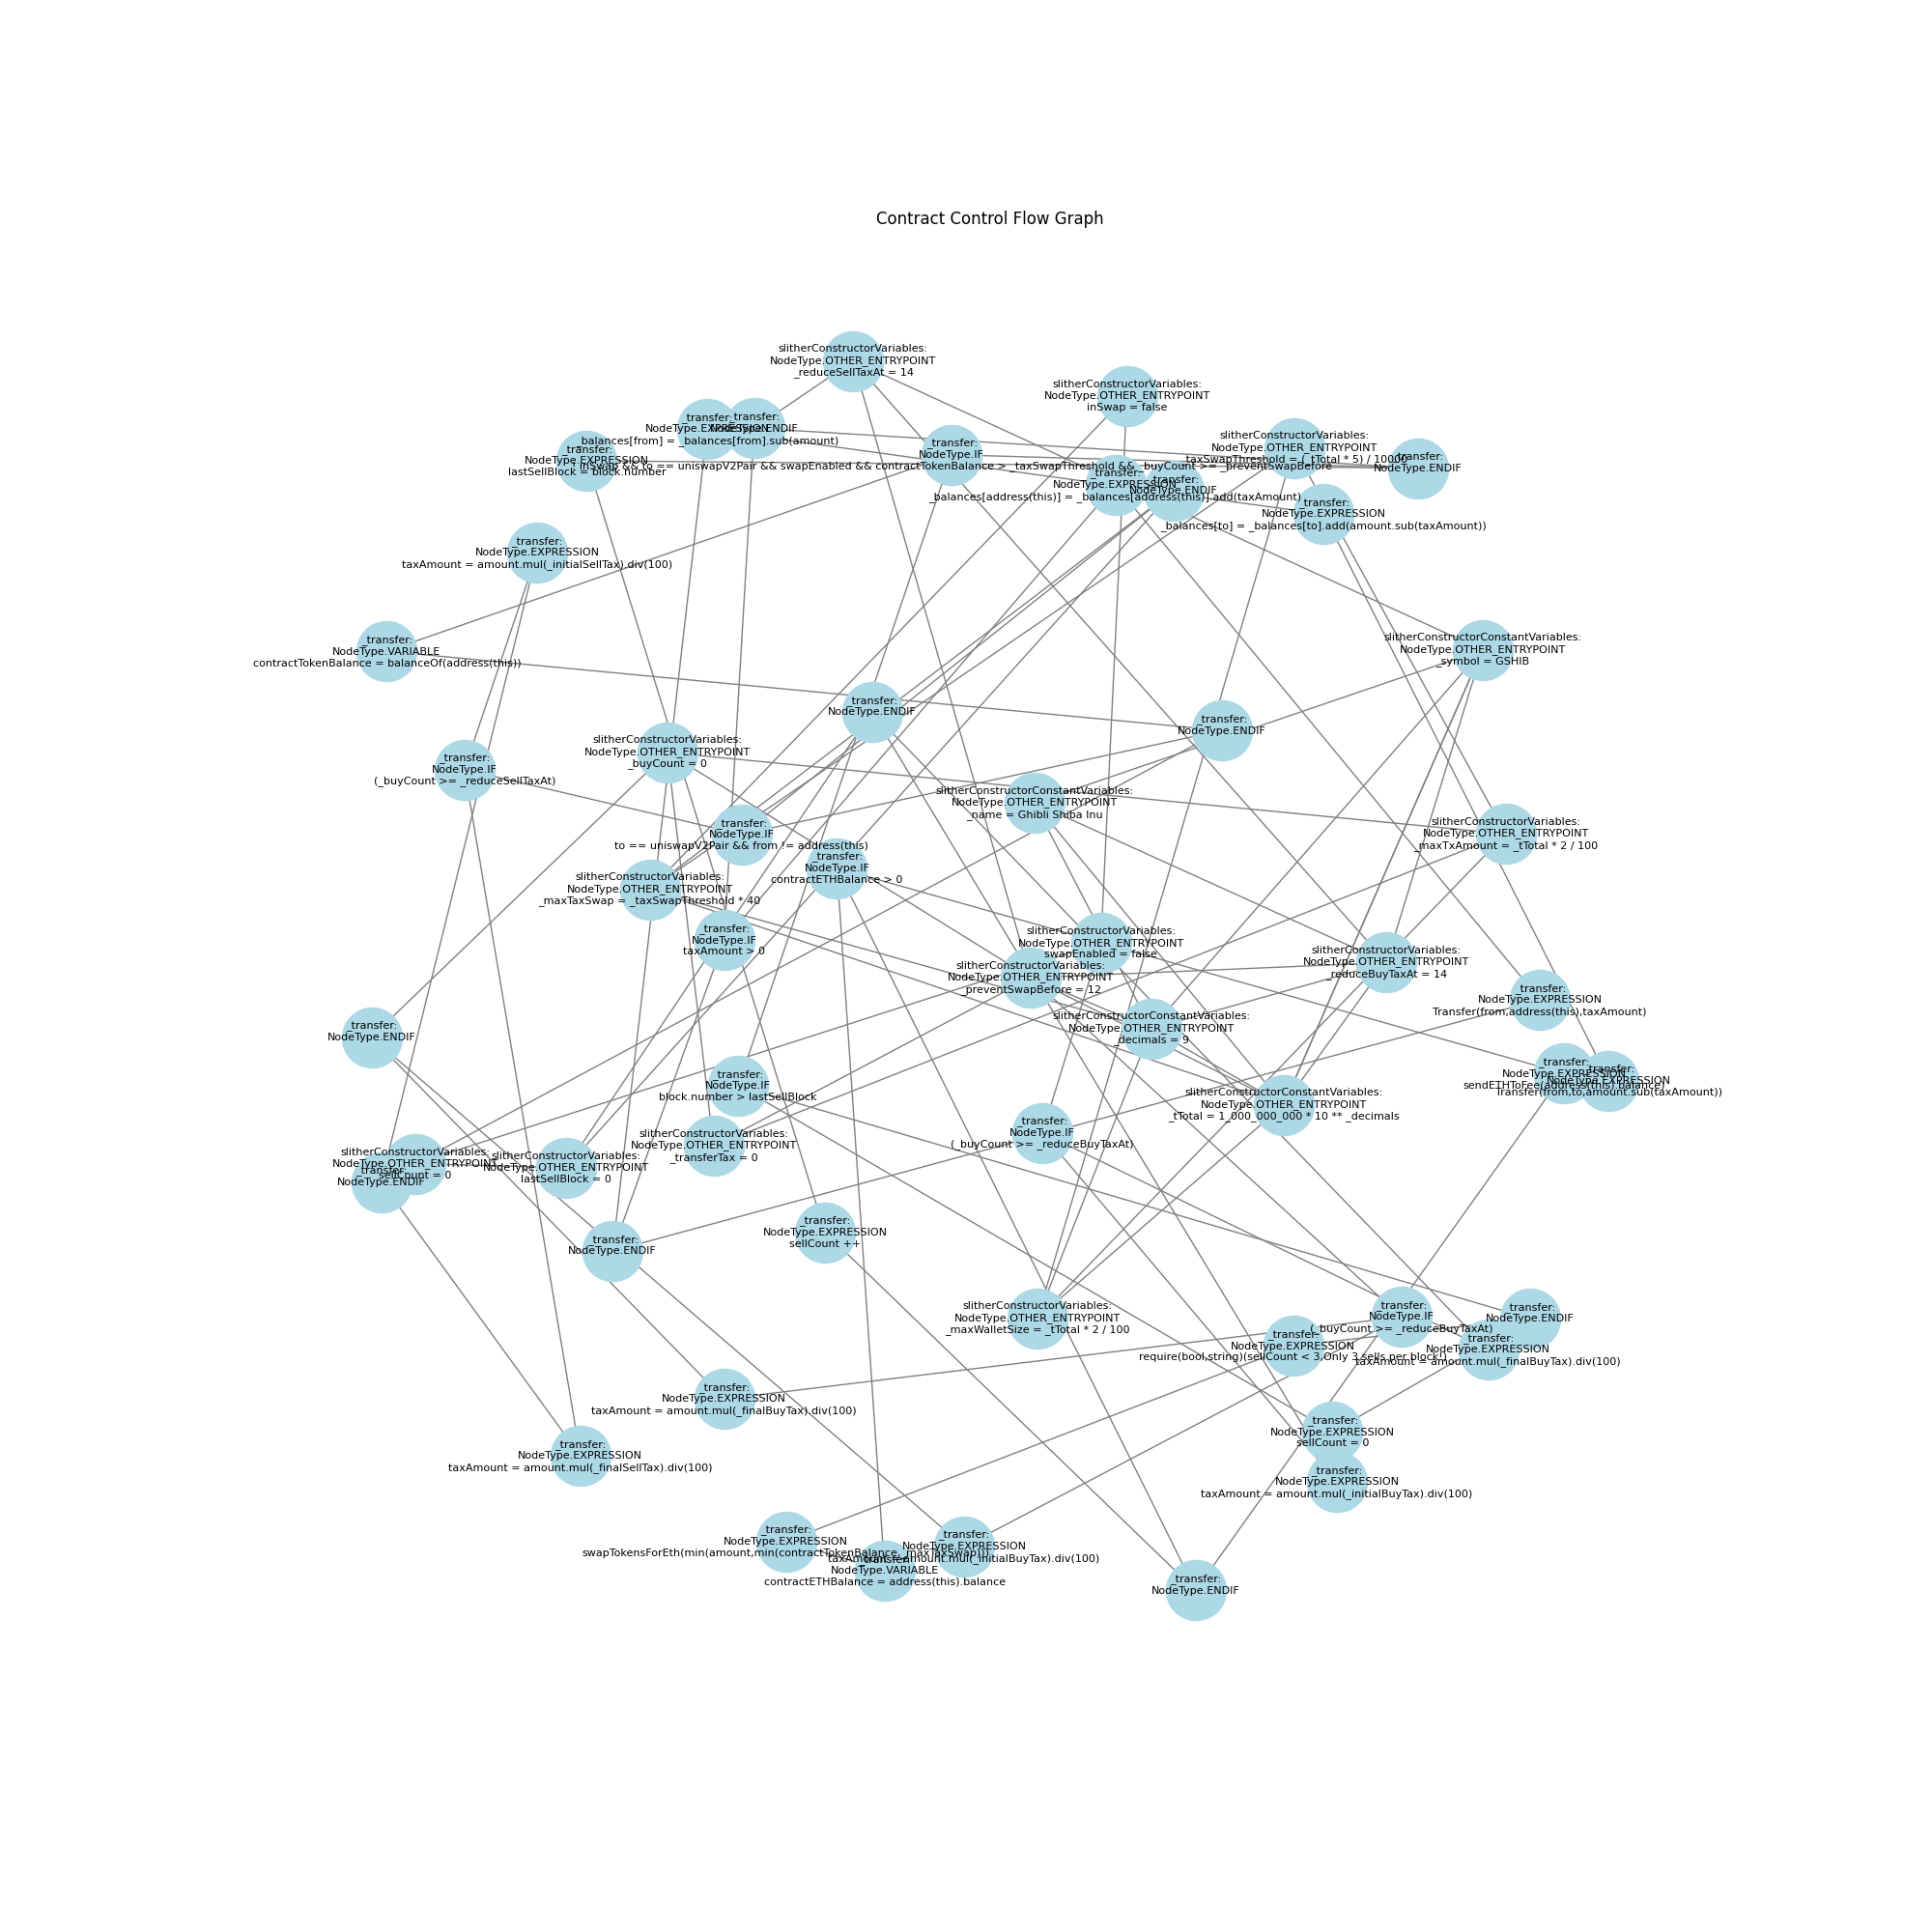 Contract Control Flow Graph
slitherConstructorVariables:
NodeType.OTHER_ENTRYPOINT
_reduceSellTaxAt = 14
slitherConstructorVariables:
NodeType.OTHER_ENTRYPOINT
inSwap = false
_transfer:
NodeType.EXPRESSION
_balances[from] = _balances[from].sub(amount)
_transfer:
NodeType.ENDIF
_transfer:
NodeType.EXPRESSION
lastSellBlock = block.number
_transfer:
NodeType.IF
inSwap && to == uniswapV2Pair && swapEnabled && contractTokenBalance > _taxSwapThreshold && _buyCount >= _preventSwapBefore
slitherConstructorVariables:
NodeType.OTHER_ENTRYPOINT
_taxSwapThreshold = (_tTotal * 5) / 10000
_transfer:
NodeType.ENDIF
_transfer:
NodeType.EXPRESSION
_balances[address(this)] = _balances[address(this)].add(taxAmount)
_transfer:
NodeType.ENDIF
_transfer:
NodeType.EXPRESSION
_balances[to] = _balances[to].add(amount.sub(taxAmount))
_transfer:
NodeType.EXPRESSION
taxAmount = amount.mul(_initialSellTax).div(100)
_transfer:
NodeType.VARIABLE
contractTokenBalance = balanceOf(address(this))
slitherConstructorConstantVariables:
NodeType.OTHER_ENTRYPOINT
_symbol = GSHIB
_transfer:
NodeType.ENDIF
_transfer:
NodeType.ENDIF
slitherConstructorVariables:
NodeType.OTHER_ENTRYPOINT
_buyCount = 0
_transfer:
NodeType.IF
(_buyCount >= _reduceSellTaxAt)
slitherConstructorConstantVariables:
NodeType.OTHER_ENTRYPOINT
_name = Ghibli Shiba Inu
_transfer:
NodeType.IF
to == uniswapV2Pair && from != address(this)
slitherConstructorVariables:
NodeType.OTHER_ENTRYPOINT
_maxTxAmount = _tTotal * 2 / 100
_transfer:
NodeType.IF
contractETHBalance > 0
slitherConstructorVariables:
NodeType.OTHER_ENTRYPOINT
_maxTaxSwap = _taxSwapThreshold * 40
_transfer:
NodeType.IF
taxAmount > 0
slitherConstructorVariables:
NodeType.OTHER_ENTRYPOINT
swapEnabled = false
slitherConstructorVariables:
NodeType.OTHER_ENTRYPOINT
_preventSwapBefore = 12
slitherConstructorVariables:
NodeType.OTHER_ENTRYPOINT
_reduceBuyTaxAt = 14
_transfer:
NodeType.EXPRESSION
Transfer(from,address(this),taxAmount)
slitherConstructorConstantVariables:
NodeType.OTHER_ENTRYPOINT
_decimals = 9
_transfer:
NodeType.ENDIF
_transfer:
NodeType.EXPRESSION
sendETHToFee(address(this).balance)
_transfer:
NodeType.EXPRESSION
Transfer(from,to,amount.sub(taxAmount))
_transfer:
NodeType.IF
block.number > lastSellBlock
slitherConstructorConstantVariables:
NodeType.OTHER_ENTRYPOINT
_tTotal = 1_000_000_000 * 10 ** _decimals
_transfer:
NodeType.IF
(_buyCount >= _reduceBuyTaxAt)
slitherConstructorVariables:
NodeType.OTHER_ENTRYPOINT
_transferTax = 0
slitherConstructorVariables:
NodeType.OTHER_ENTRYPOINT
sellCount = 0
_transfer:
NodeType.ENDIF
slitherConstructorVariables:
NodeType.OTHER_ENTRYPOINT
lastSellBlock = 0
_transfer:
NodeType.EXPRESSION
sellCount ++
_transfer:
NodeType.ENDIF
slitherConstructorVariables:
NodeType.OTHER_ENTRYPOINT
_maxWalletSize = _tTotal * 2 / 100
_transfer:
NodeType.IF
(_buyCount >= _reduceBuyTaxAt)
_transfer:
NodeType.ENDIF
_transfer:
NodeType.EXPRESSION
require(bool,string)(sellCount < 3,Only 3 sells per block!)
_transfer:
NodeType.EXPRESSION
taxAmount = amount.mul(_finalBuyTax).div(100)
_transfer:
NodeType.EXPRESSION
taxAmount = amount.mul(_finalBuyTax).div(100)
_transfer:
NodeType.EXPRESSION
sellCount = 0
_transfer:
NodeType.EXPRESSION
taxAmount = amount.mul(_finalSellTax).div(100)
_transfer:
NodeType.EXPRESSION
taxAmount = amount.mul(_initialBuyTax).div(100)
_transfer:
NodeType.EXPRESSION
swapTokensForEth(min(amount,min(contractTokenBalance,_maxTaxSwap)))
_transfer:
NodeType.EXPRESSION
taxAmount = amount.mul(_initialBuyTax).div(100)
_transfer:
NodeType.VARIABLE
contractETHBalance = address(this).balance
_transfer:
NodeType.ENDIF